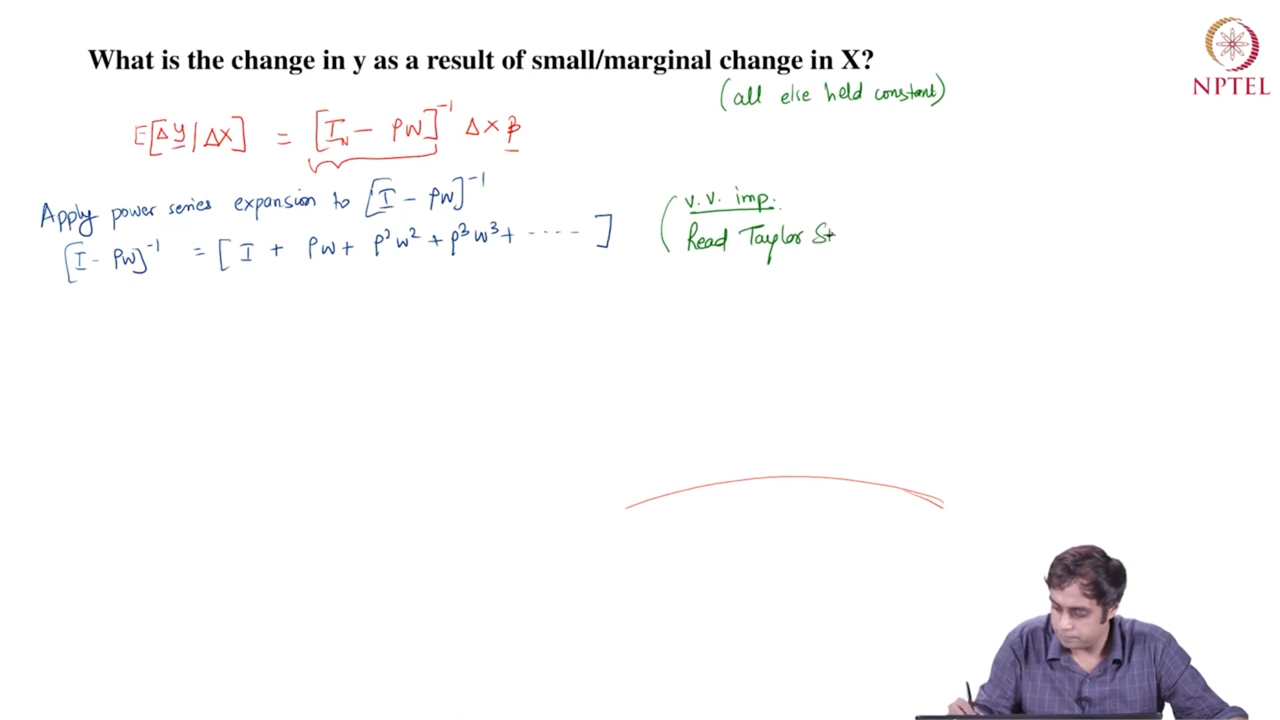 What is the change in y as a result of small/marginal change in X?
NPTEL
(all else held constant)
E[Δy/ΔX] = [I_N - ρW]^-1 ΔX β
Apply power series expansion to [I - ρW]^-1
[I - ρW]^-1 = [I + ρW + ρ²W² + ρ³W³ + ····· ]
(v.v. imp.
Read Taylor S